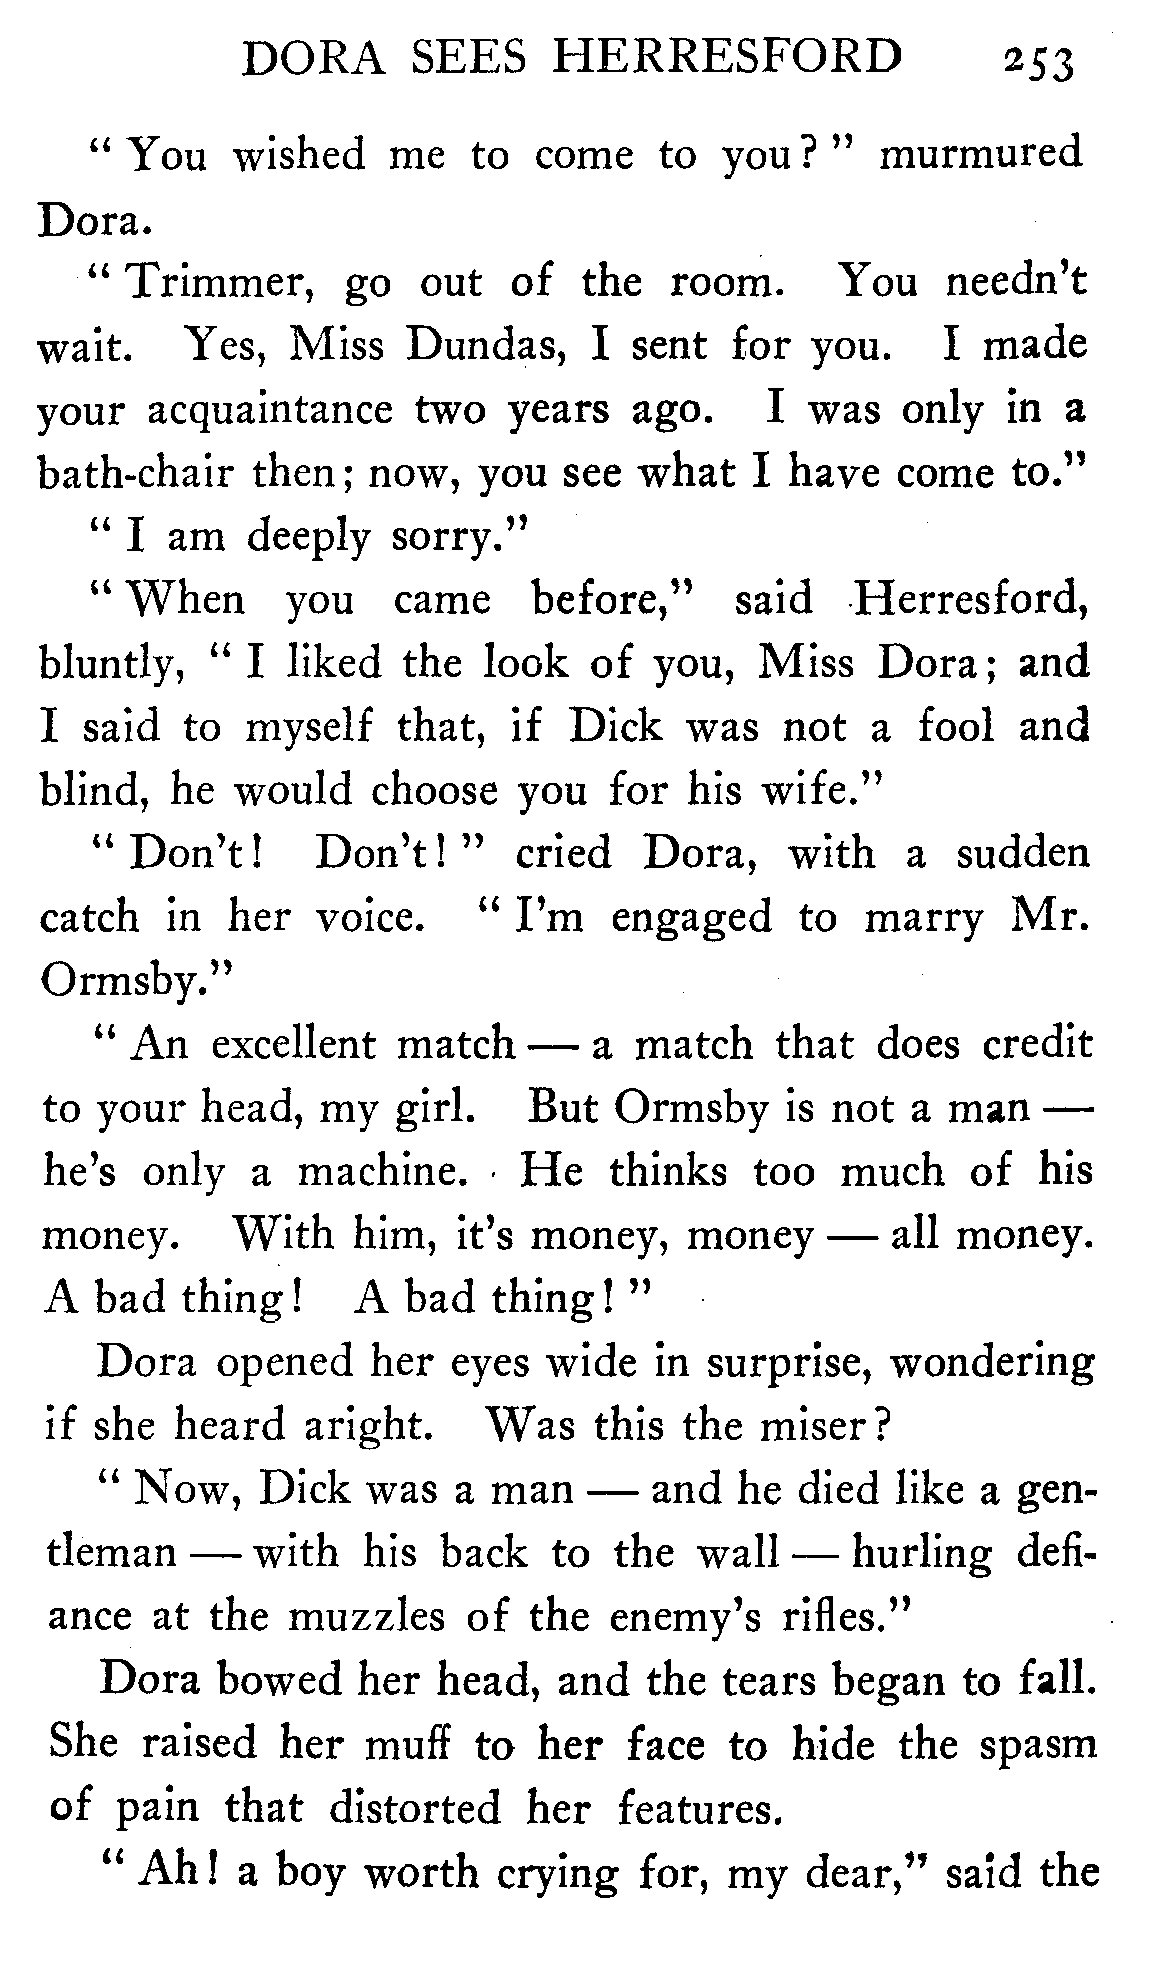 DORA SEES HERRESFORD 253
“ You wished me to come to you? ” murmured
Dora.
“ Trimmer, go out of the room. You needn’t
wait. Yes, Miss Dundas, I sent for you. I made
your acquaintance two years ago. I was only in a
bath-chair then; now, you see what I have come to.”
“ I am deeply sorry.”
“ When you came before,” said Herresford,
bluntly, “ I liked the look of you, Miss Dora; and
I said to myself that, if Dick was not a fool and
blind, he would choose you for his wife.”
“ Don’t! Don’t! ” cried Dora, with a sudden
catch in her voice. “ I’m engaged to marry Mr.
Ormsby.”
“ An excellent match — a match that does credit
to your head, my girl. But Ormsby is not a man —
he’s only a machine. He thinks too much of his
money. With him, it’s money, money — all money.
A bad thing! A bad thing! ”
Dora opened her eyes wide in surprise, wondering
if she heard aright. Was this the miser?
“ Now, Dick was a man — and he died like a gen-
tleman — with his back to the wall — hurling defi-
ance at the muzzles of the enemy’s rifles.”
Dora bowed her head, and the tears began to fall.
She raised her muff to her face to hide the spasm
of pain that distorted her features.
“ Ah! a boy worth crying for, my dear,” said the